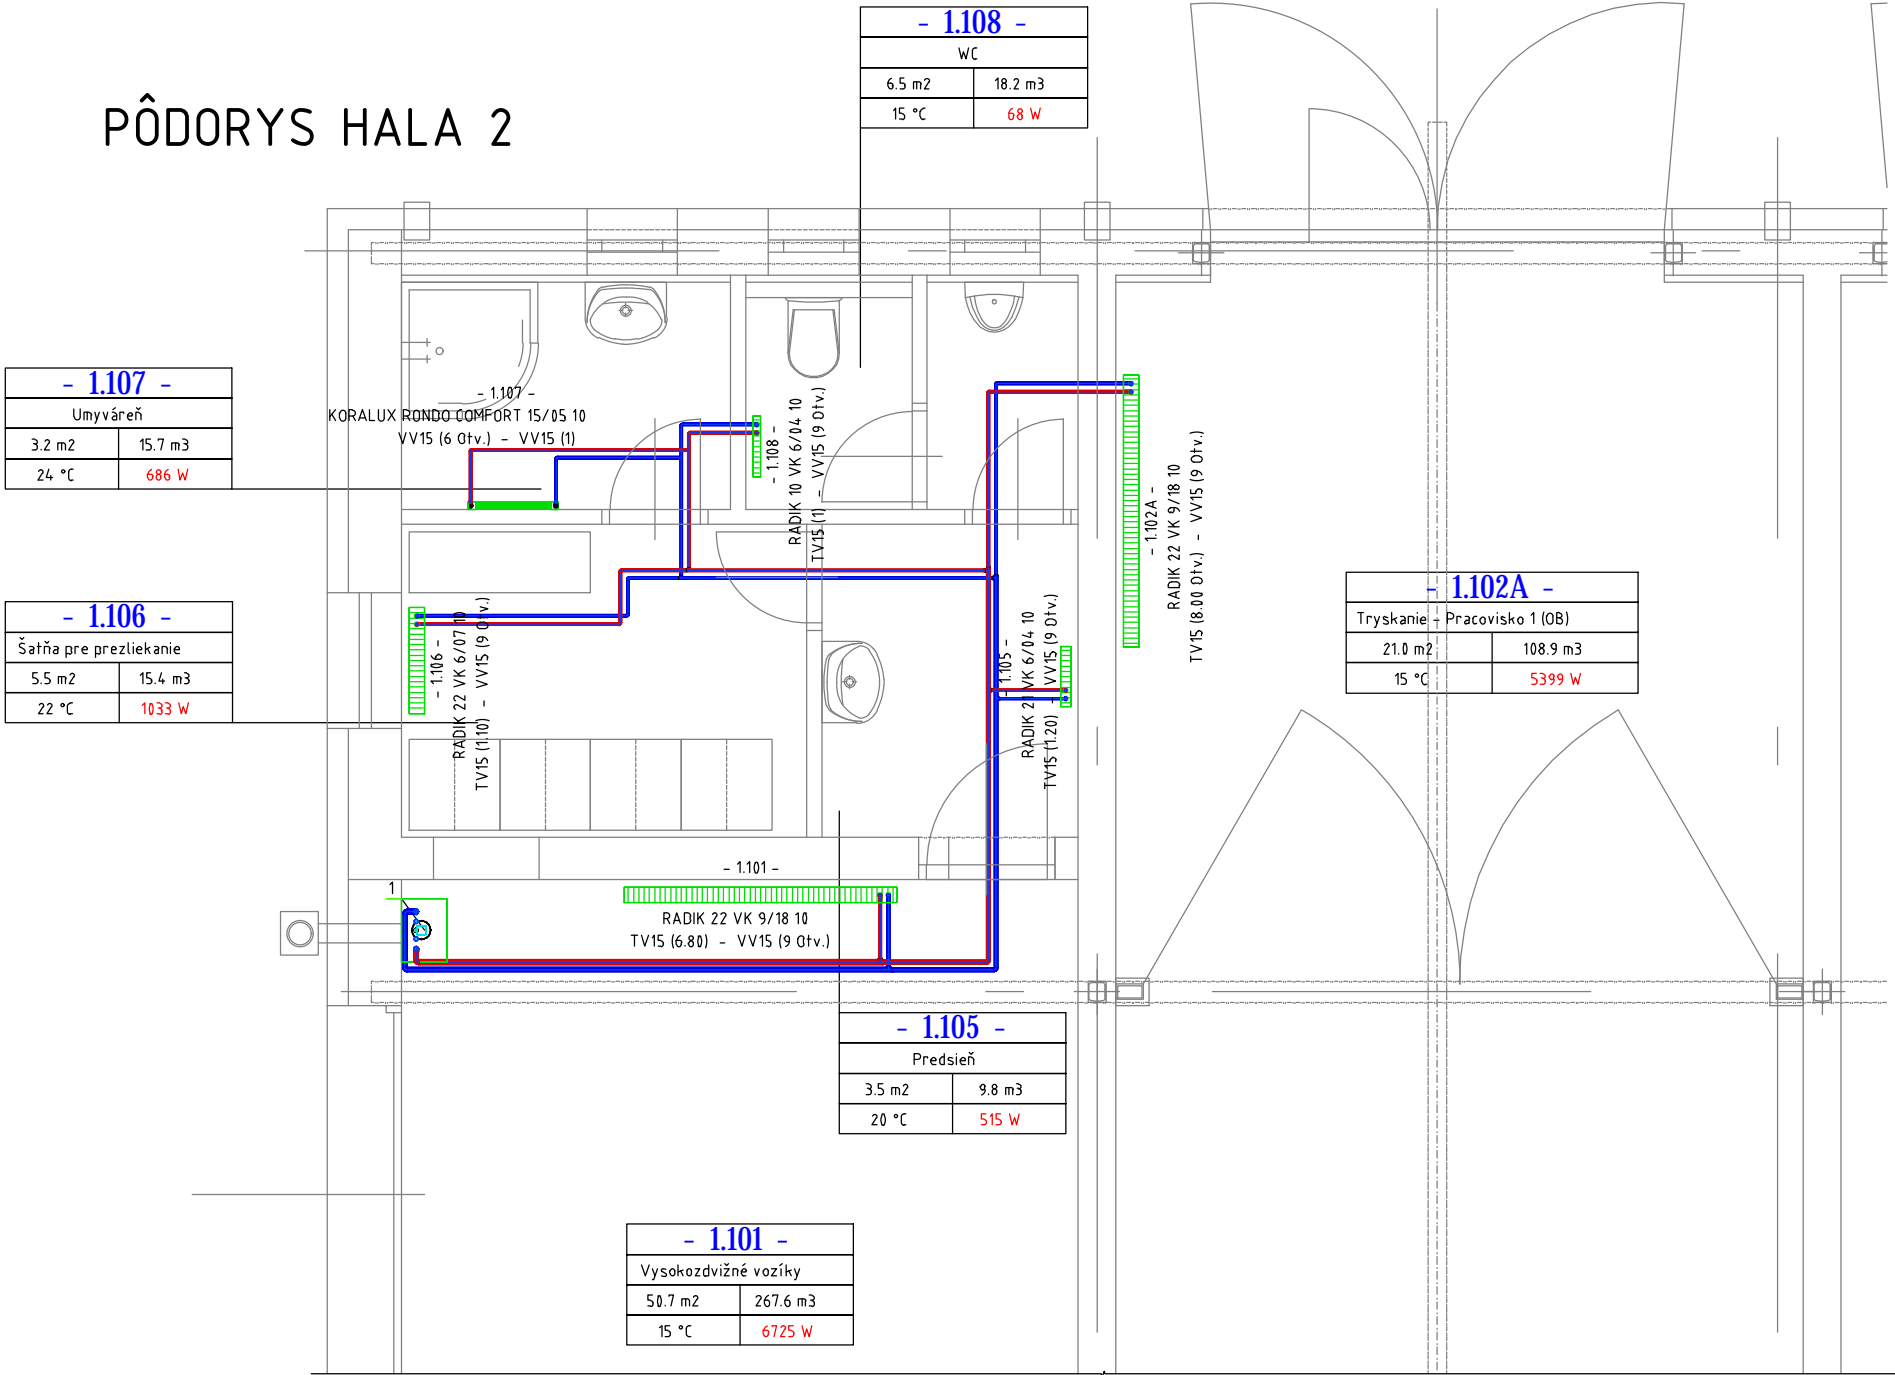 - 1.108 -
WC
6.5 m2 18.2 m3
15 °C 68 W
PÔDORYS HALA 2
- 1.107 -
Umyváreň
3.2 m2 15.7 m3
24 °C 686 W
- 1.107 -
KORALUX RONDO COMFORT 15/05 10
VV15 (6 Otv.) - VV15 (1)
- 1.108 -
RADIK 10 VK 6/04 10
TV15 (1) - VV15 (9 Otv.)
- 1.102A -
RADIK 22 VK 9/18 10
TV15 (8.00 Otv.) - VV15 (9 Otv.)
- 1.102A -
Tryskanie - Pracovisko 1 (OB)
21.0 m2 108.9 m3
15 °C 5399 W
- 1.106 -
Šatňa pre prezliekanie
5.5 m2 15.4 m3
22 °C 1033 W
- 1.106 -
RADIK 22 VK 6/07 10
TV15 (1.10) - VV15 (9 Otv.)
- 1.105 -
RADIK 21 VK 6/04 10
TV15 (1.20) - VV15 (9 Otv.)
- 1.101 -
1
RADIK 22 VK 9/18 10
TV15 (6.80) - VV15 (9 Otv.)
- 1.105 -
Predsieň
3.5 m2 9.8 m3
20 °C 515 W
- 1.101 -
Vysokozdvižné vozíky
50.7 m2 267.6 m3
15 °C 6725 W